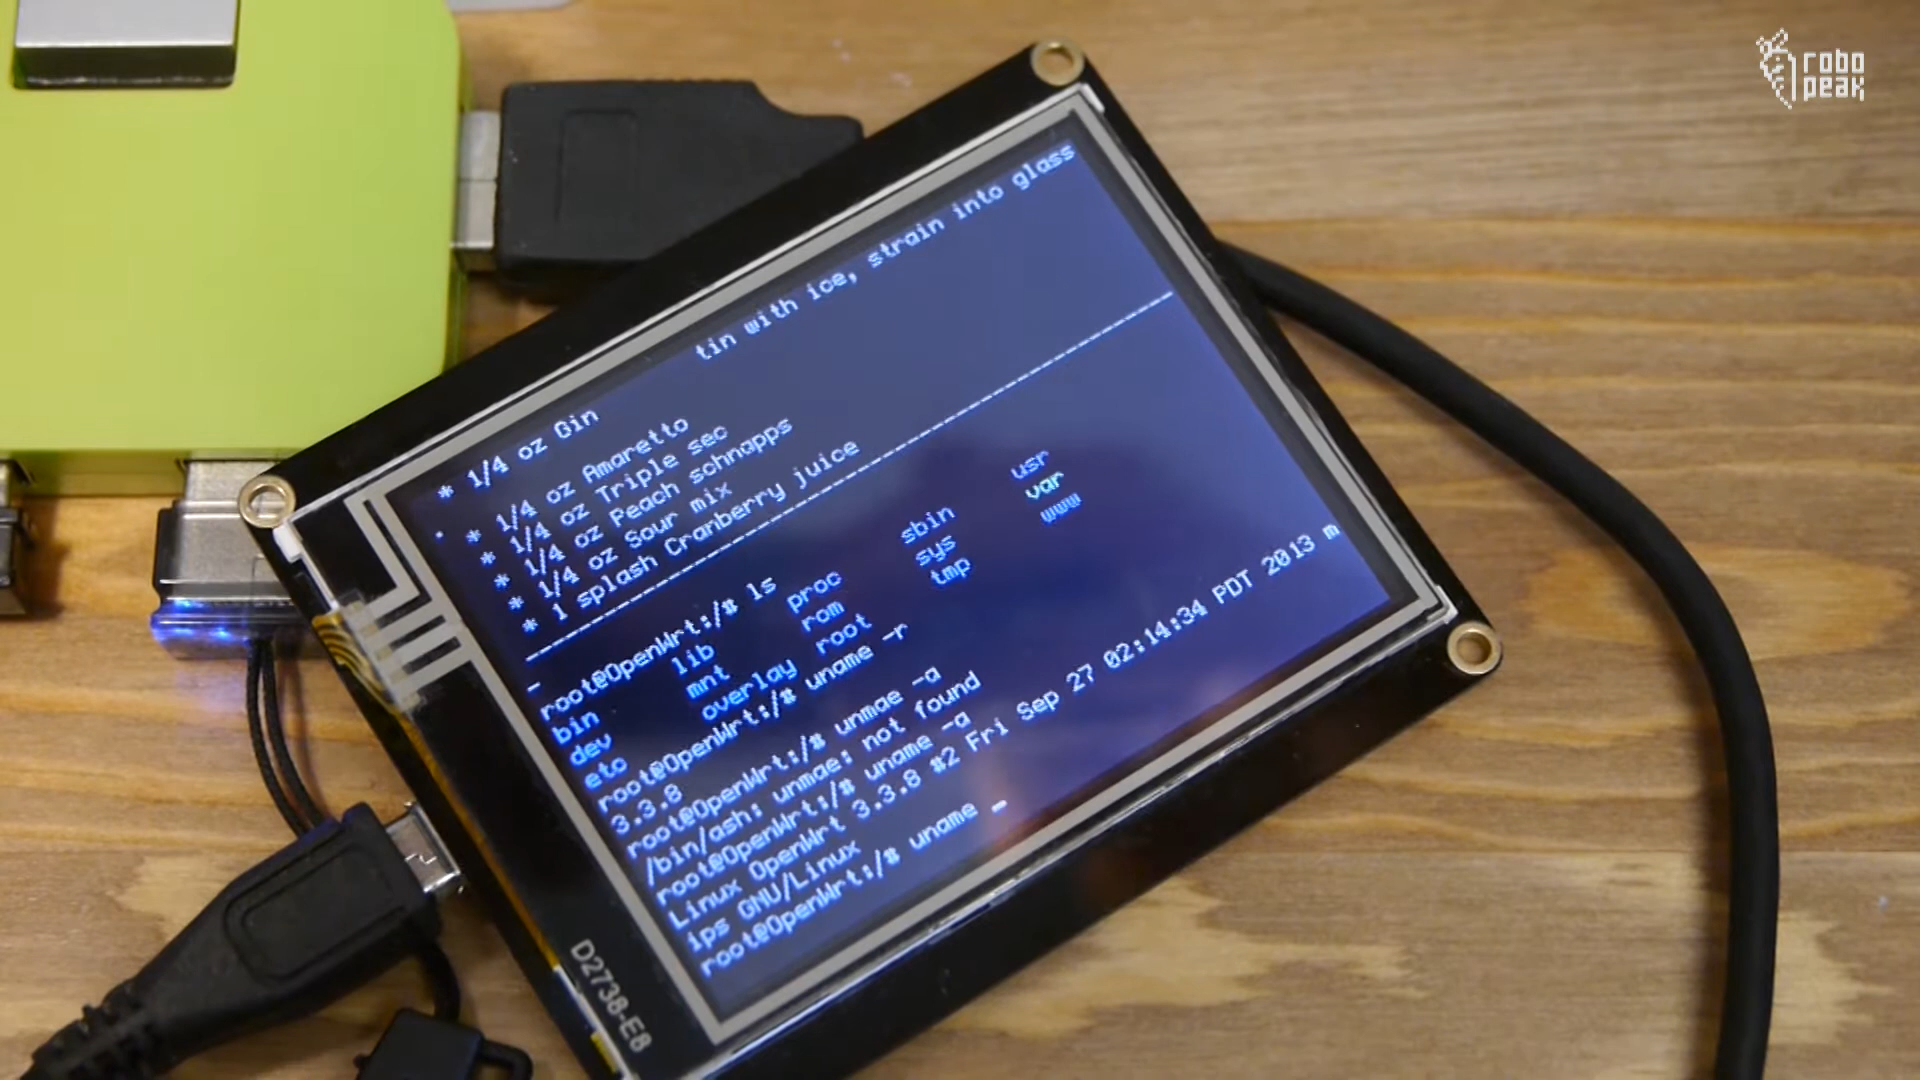 robo
peak
tin with ice, strain into glass
* 1/4 oz Gin
* 1/4 oz Amaretto
* 1/4 oz Triple sec
* 1/4 oz Peach schnapps
* 1/4 oz Sour mix
* 1 splash Cranberry juice
-----------------------------------------------------
root@OpenWrt:/# ls
bin lib proc sbin usr
dev mnt rom sys var
etc overlay root tmp www
root@OpenWrt:/# uname -r
3.3.8
root@OpenWrt:/# unmae -a
/bin/ash: unmae: not found
root@OpenWrt:/# uname -a
Linux OpenWrt 3.3.8 #2 Fri Sep 27 02:14:34 PDT 2013 m
ips GNU/Linux
root@OpenWrt:/# uname _
D2738-E8